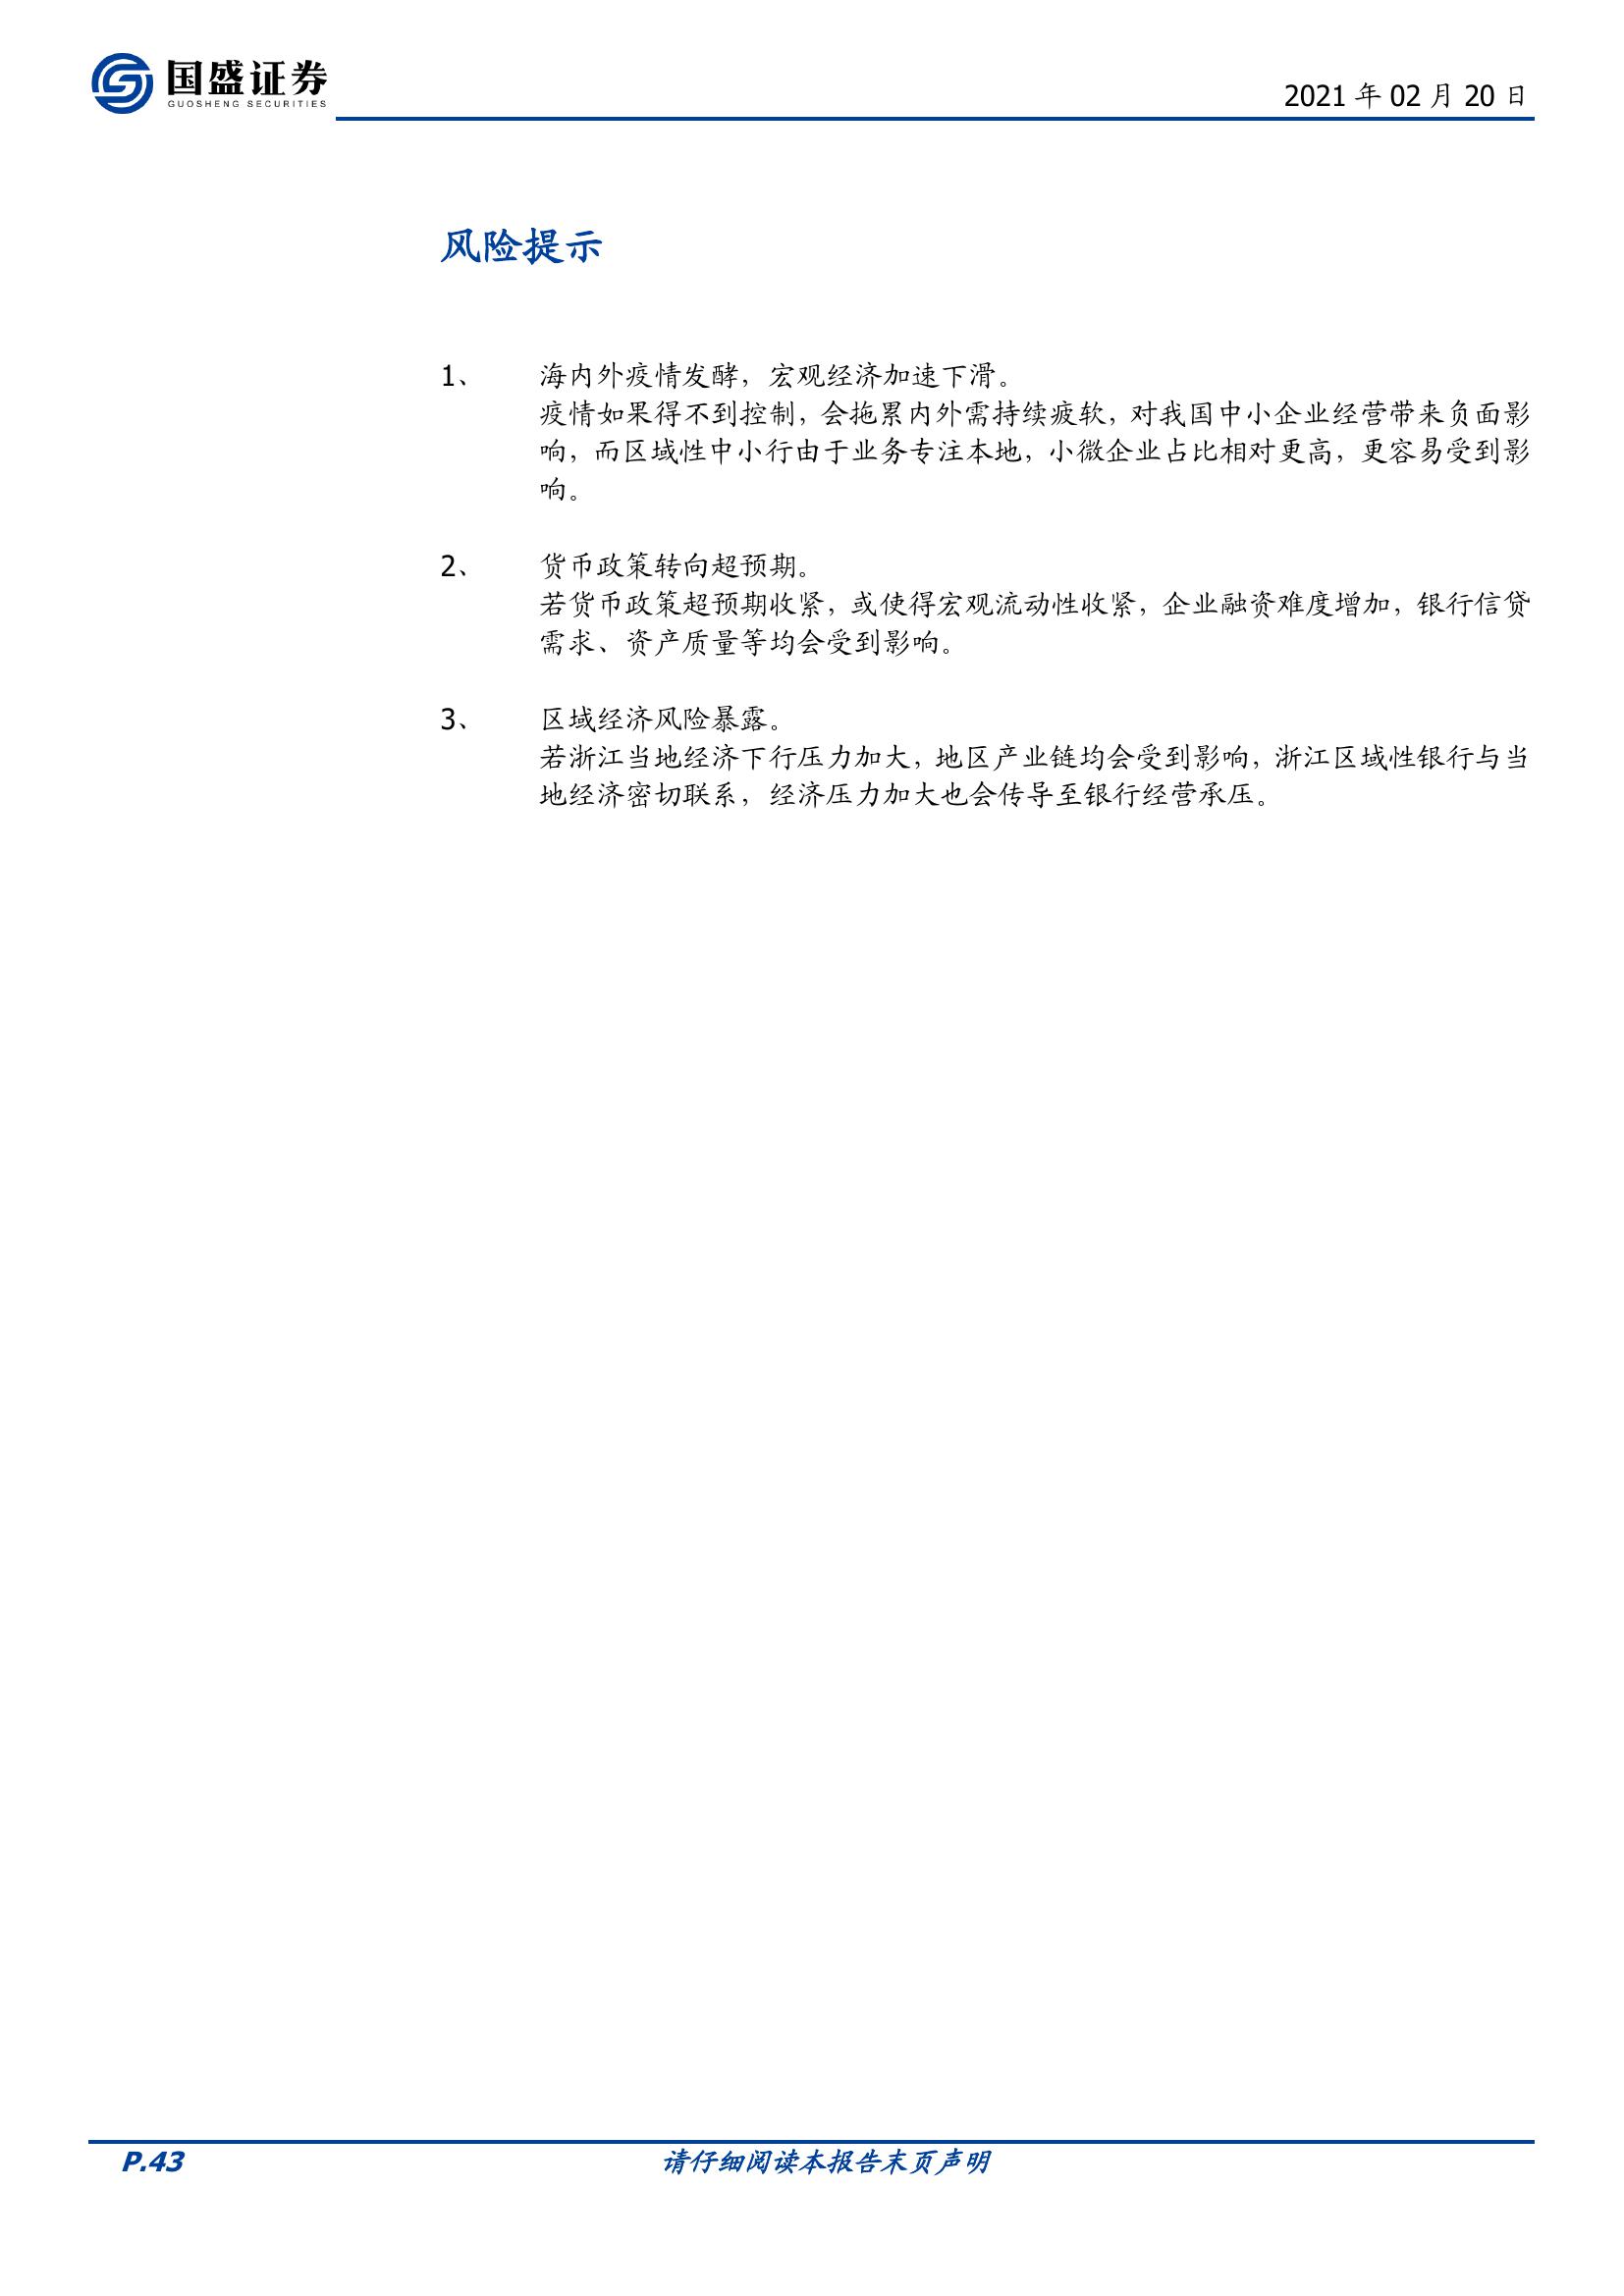 国盛证券
GUOSHENG SECURITIES
2021 年 02 月 20 日
风险提示
1、 海内外疫情发酵，宏观经济加速下滑。
疫情如果得不到控制，会拖累内外需持续疲软，对我国中小企业经营带来负面影
响，而区域性中小行由于业务专注本地，小微企业占比相对更高，更容易受到影
响。
2、 货币政策转向超预期。
若货币政策超预期收紧，或使得宏观流动性收紧，企业融资难度增加，银行信贷
需求、资产质量等均会受到影响。
3、 区域经济风险暴露。
若浙江当地经济下行压力加大，地区产业链均会受到影响，浙江区域性银行与当
地经济密切联系，经济压力加大也会传导至银行经营承压。
P.43 请仔细阅读本报告末页声明